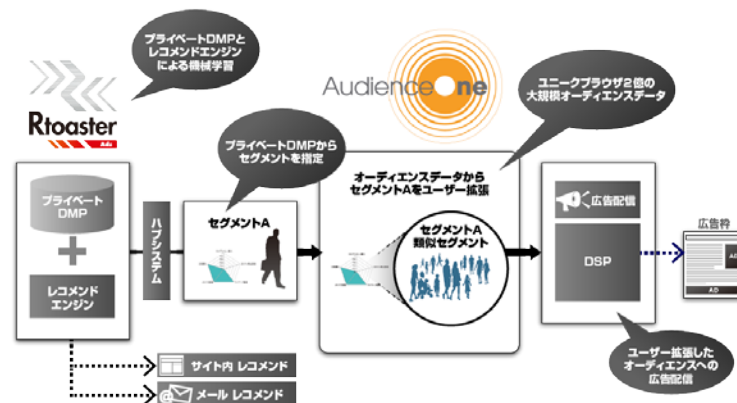 プライベートDMPと
レコメンドエンジン
による機械学習
Rtoaster
Ads
AudienceOne
ユニークブラウザ2億の
大規模オーディエンスデータ
プライベートDMPから
セグメントを指定
プライベート
DMP
レコメンド
エンジン
ハブシステム
セグメントA
オーディエンスデータから
セグメントAをユーザー拡張
セグメントA
類似セグメント
広告配信
DSP
広告枠
AD
AD
ユーザー拡張した
オーディエンスへの
広告配信
サイト内 レコメンド
メール レコメンド